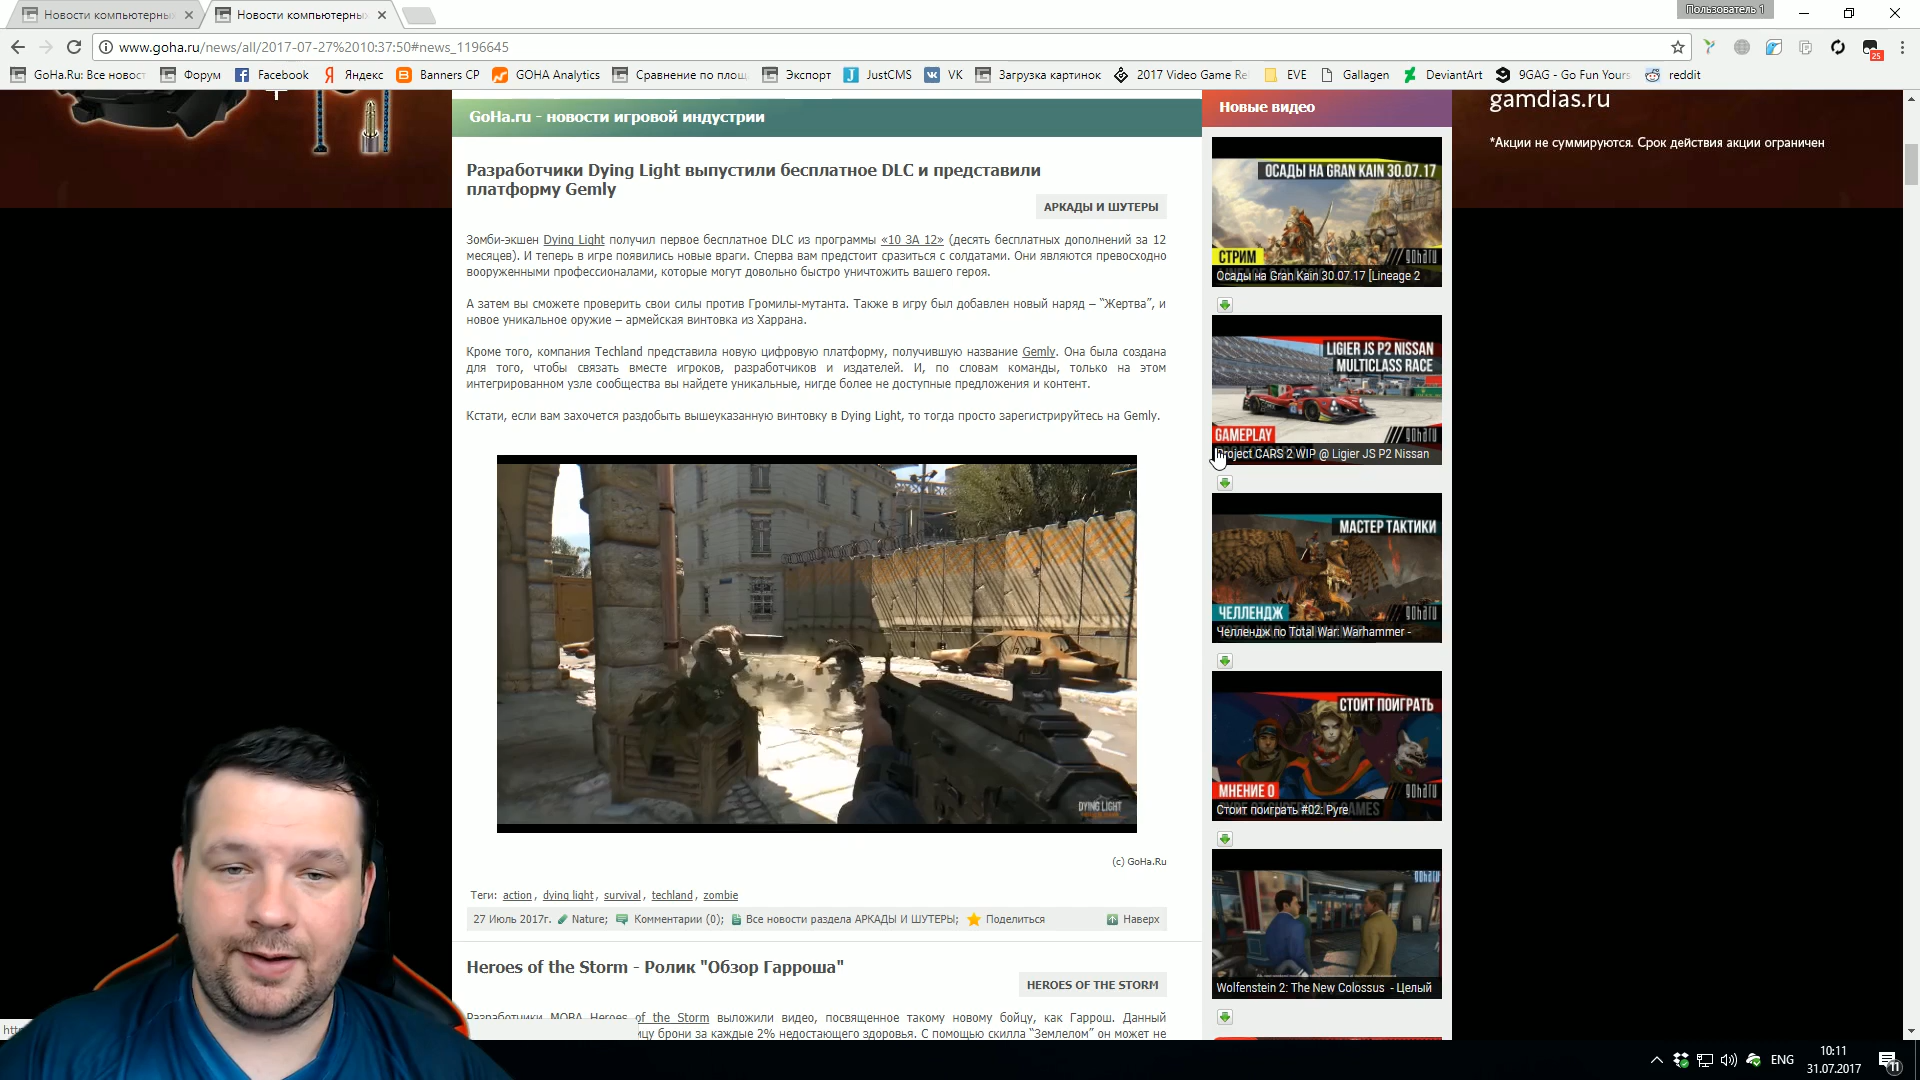 Новости компьютерны
Новости компьютерных
Пользователь 1
www.goha.ru/news/all/2017-07-27%2010:37:50#news_1196645
25
GoHa.Ru: Все новост
Форум
Facebook
Яндекс
Banners CP
GOHA Analytics
Сравнение по площ
Экспорт
JustCMS
VK
Загрузка картинок
2017 Video Game Re
EVE
Gallagen
DeviantArt
9GAG - Go Fun Yours
reddit
GoHa.ru - новости игровой индустрии
Разработчики Dying Light выпустили бесплатное DLC и представили
платформу Gemly
АРКАДЫ И ШУТЕРЫ
Зомби-экшен Dying Light получил первое бесплатное DLC из программы «10 ЗА 12» (десять бесплатных дополнений за 12
месяцев). И теперь в игре появились новые враги. Сперва вам предстоит сразиться с солдатами. Они являются превосходно
вооруженными профессионалами, которые могут довольно быстро уничтожить вашего героя.
А затем вы сможете проверить свои силы против Громилы-мутанта. Также в игру был добавлен новый наряд – “Жертва”, и
новое уникальное оружие – армейская винтовка из Харрана.
Кроме того, компания Techland представила новую цифровую платформу, получившую название Gemly. Она была создана
для того, чтобы связать вместе игроков, разработчиков и издателей. И, по словам команды, только на этом
интегрированном узле сообщества вы найдете уникальные, нигде более не доступные предложения и контент.
Кстати, если вам захочется раздобыть вышеуказанную винтовку в Dying Light, то тогда просто зарегистрируйтесь на Gemly.
DYING LIGHT
(c) GoHa.Ru
Теги: action, dying light, survival, techland, zombie
27 Июль 2017г. Nature; Комментарии (0); Все новости раздела АРКАДЫ И ШУТЕРЫ; Поделиться
Наверх
Heroes of the Storm - Ролик "Обзор Гарроша"
HEROES OF THE STORM
Разработчики MOBA Heroes of the Storm выложили видео, посвященное такому новому бойцу, как Гаррош. Данный
ицу брони за каждые 2% недостающего здоровья. С помощью скилла “Землелом” он может не
Новые видео
ОСАДЫ НА GRAN KAIN 30.07.17
СТРИМ
goharu
Осады на Gran Kain 30.07.17 [Lineage 2
LIGIER JS P2 NISSAN
MULTICLASS RACE
GAMEPLAY
goharu
Project CARS 2 WIP @ Ligier JS P2 Nissan
МАСТЕР ТАКТИКИ
ЧЕЛЛЕНДЖ
goharu
Челлендж по Total War: Warhammer -
СТОИТ ПОИГРАТЬ
МНЕНИЕ О
goharu
Стоит поиграть #02: Pyre
goharu
Wolfenstein 2: The New Colossus - Целый
gamdias.ru
*Акции не суммируются. Срок действия акции ограничен
htt
ENG
10:11
31.07.2017
11